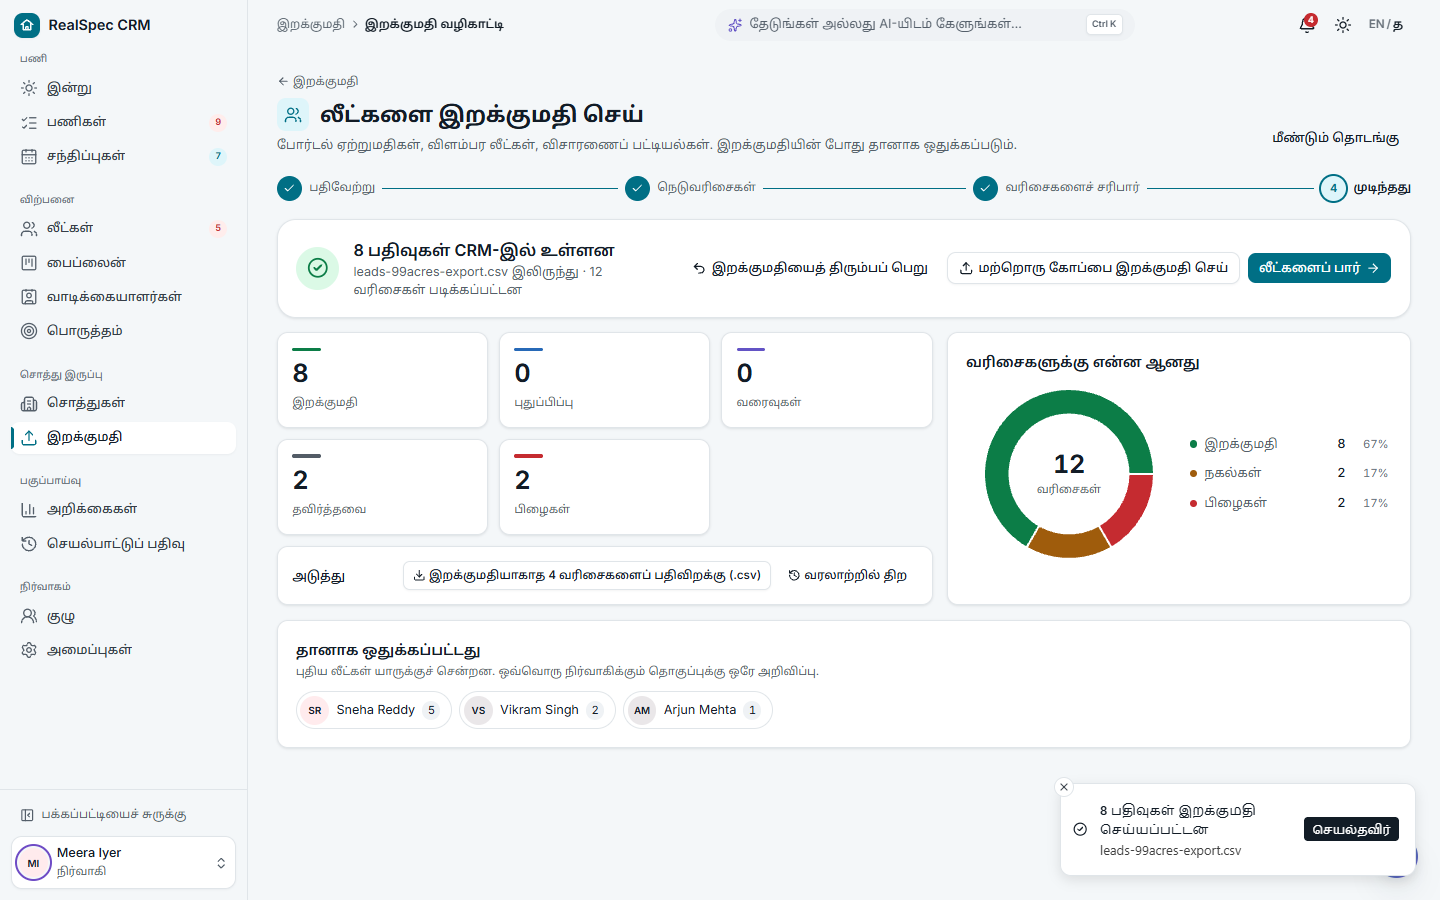 RealSpec CRM
பணி
இன்று
பணிகள் 9
சந்திப்புகள் 7
விற்பனை
லீட்கள் 5
பைப்லைன்
வாடிக்கையாளர்கள்
பொருத்தம்
சொத்து இருப்பு
சொத்துகள்
இறக்குமதி
பகுப்பாய்வு
அறிக்கைகள்
செயல்பாட்டுப் பதிவு
நிர்வாகம்
குழு
அமைப்புகள்
பக்கப்பட்டியைச் சுருக்கு
MI
Meera Iyer
நிர்வாகி
இறக்குமதி > இறக்குமதி வழிகாட்டி
தேடுங்கள் அல்லது AI-யிடம் கேளுங்கள்... Ctrl K
4
EN / த
← இறக்குமதி
லீட்களை இறக்குமதி செய்
போர்டல் ஏற்றுமதிகள், விளம்பர லீட்கள், விசாரணைப் பட்டியல்கள். இறக்குமதியின் போது தானாக ஒதுக்கப்படும்.
மீண்டும் தொடங்கு
பதிவேற்று
நெடுவரிசைகள்
வரிசைகளைச் சரிபார்
4 முடிந்தது
8 பதிவுகள் CRM-இல் உள்ளன
leads-99acres-export.csv இலிருந்து · 12
வரிசைகள் படிக்கப்பட்டன
இறக்குமதியைத் திரும்பப் பெறு
மற்றொரு கோப்பை இறக்குமதி செய்
லீட்களைப் பார் →
8
இறக்குமதி
0
புதுப்பிப்பு
0
வரைவுகள்
2
தவிர்த்தவை
2
பிழைகள்
அடுத்து
இறக்குமதியாகாத 4 வரிசைகளைப் பதிவிறக்கு (.csv)
வரலாற்றில் திற
வரிசைகளுக்கு என்ன ஆனது
12
வரிசைகள்
இறக்குமதி 8 67%
நகல்கள் 2 17%
பிழைகள் 2 17%
தானாக ஒதுக்கப்பட்டது
புதிய லீட்கள் யாருக்குச் சென்றன. ஒவ்வொரு நிர்வாகிக்கும் தொகுப்புக்கு ஒரே அறிவிப்பு.
SR Sneha Reddy 5
VS Vikram Singh 2
AM Arjun Mehta 1
8 பதிவுகள் இறக்குமதி
செய்யப்பட்டன
leads-99acres-export.csv
செயல்தவிர்